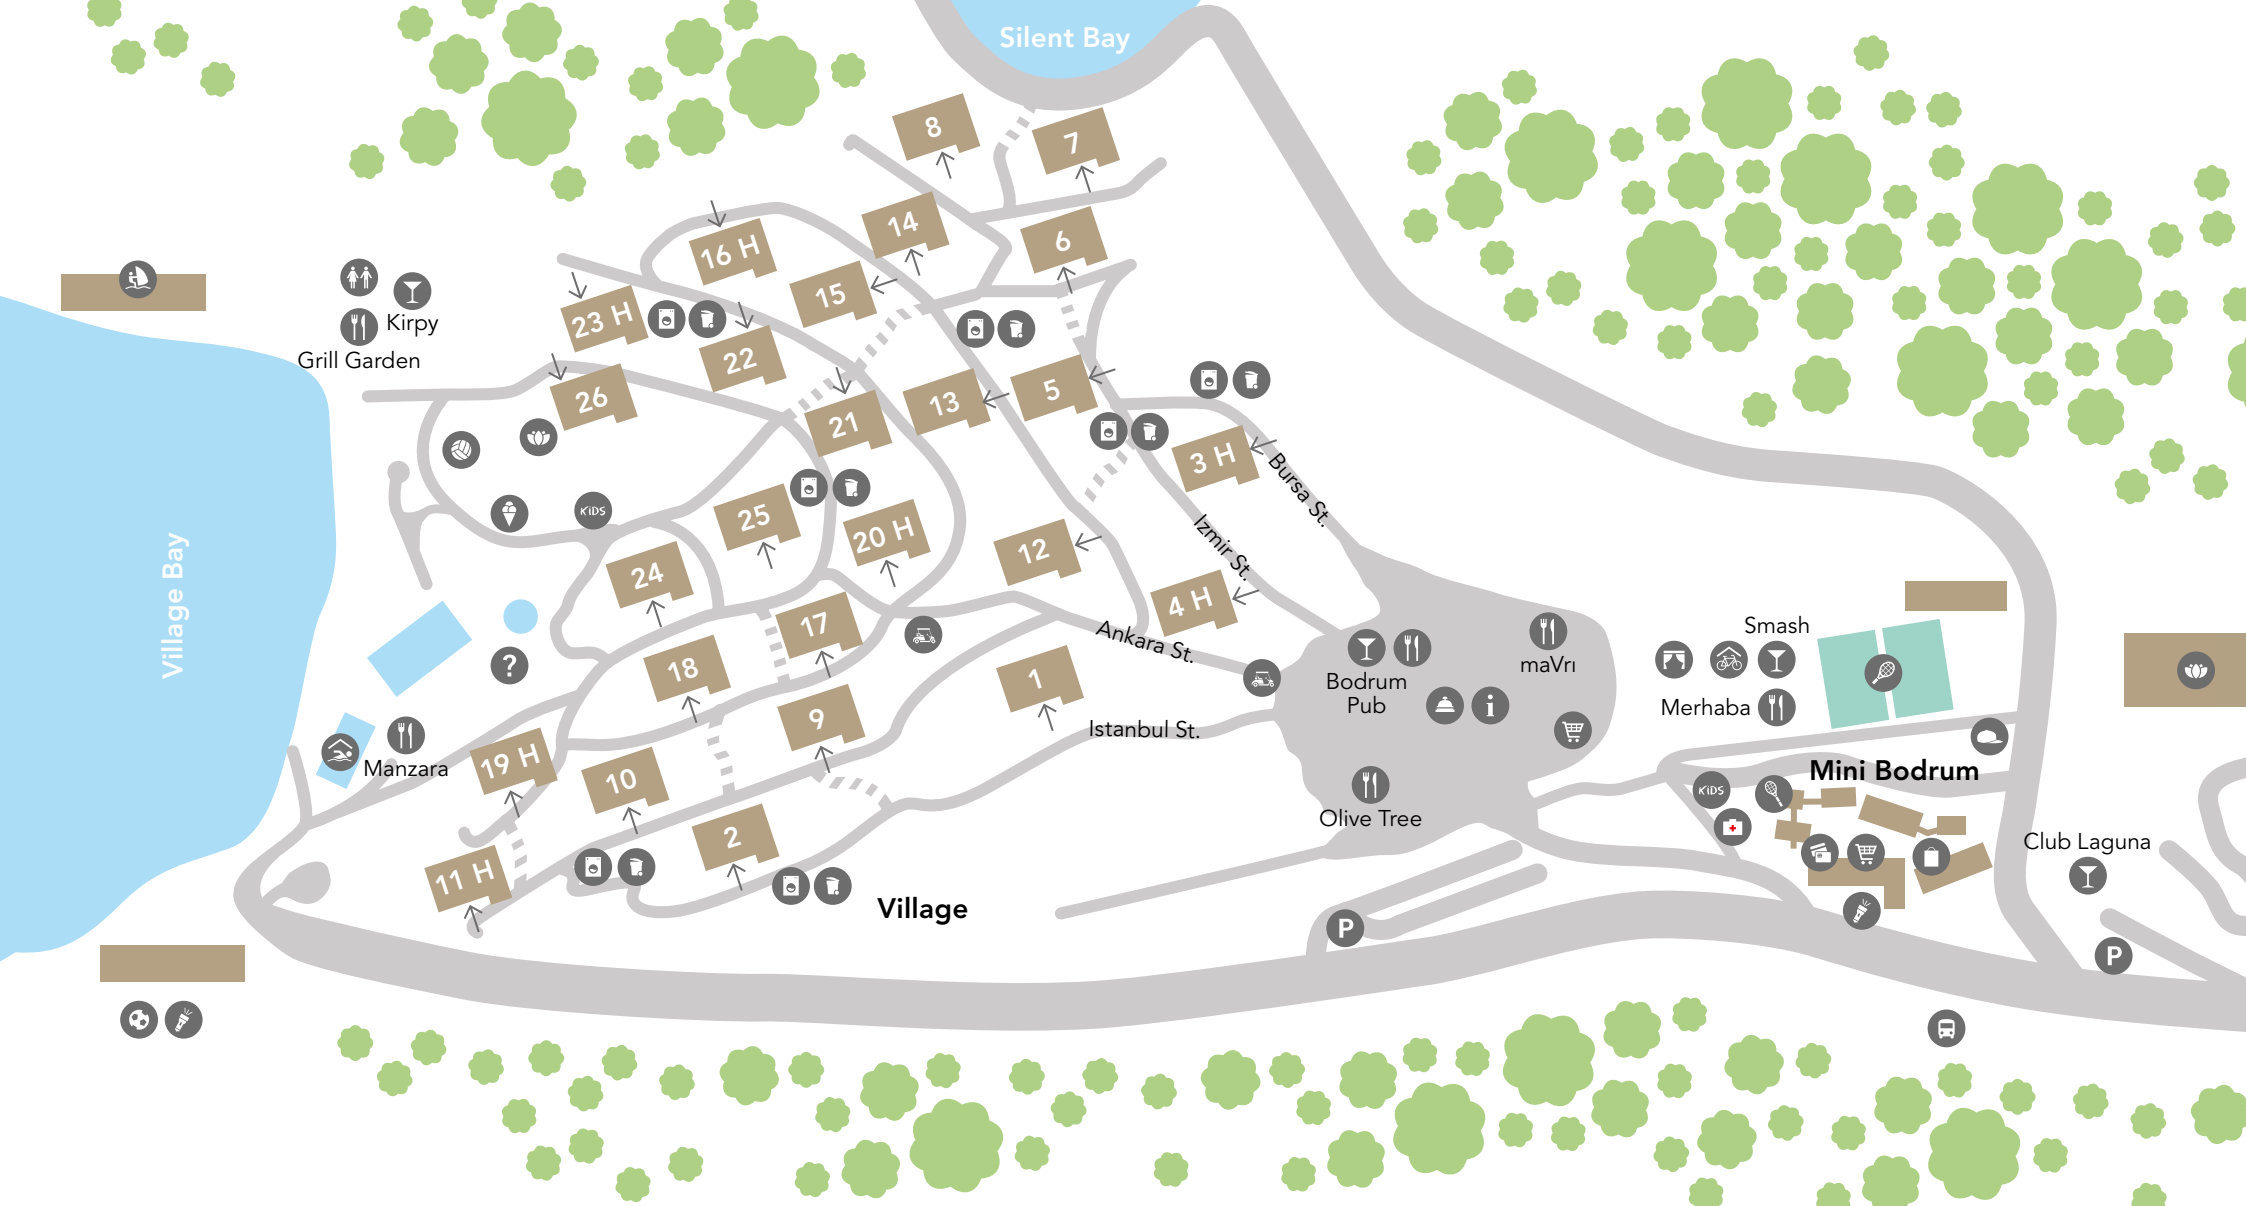 Silent Bay
8
7
14
6
16 H
15
23 H
Kirpy
Grill Garden
22
26
13
5
21
3 H
Bursa St.
25
KiDS
20 H
Izmir St.
12
24
4 H
Village Bay
17
Ankara St.
Smash
?
18
1
maVrı
Bodrum
Pub
i
Merhaba
9
Istanbul St.
Manzara
19 H
10
Mini Bodrum
KiDS
Olive Tree
2
11 H
Club Laguna
Village
P
P